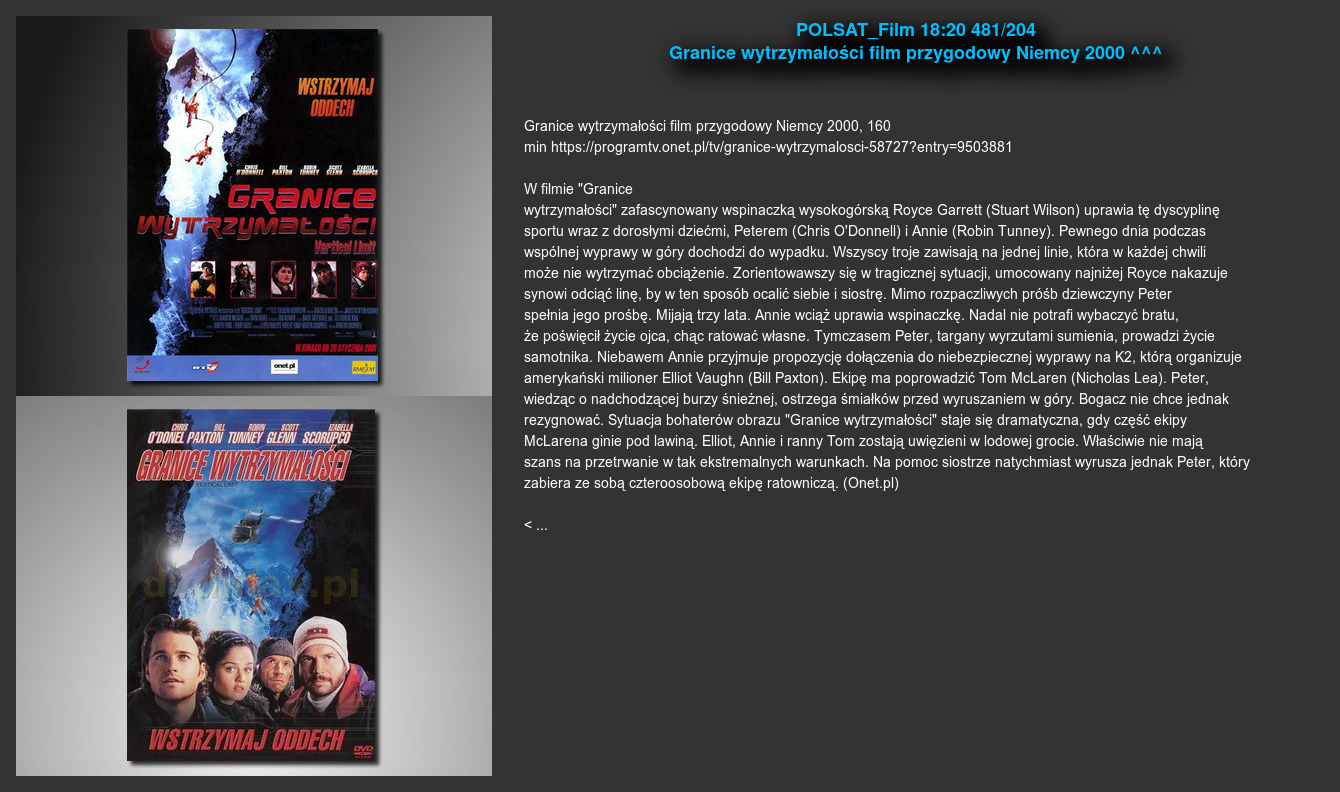 POLSAT_Film 18:20 481/204
Granice wytrzymałości film przygodowy Niemcy 2000 ^^^
Granice wytrzymałości film przygodowy Niemcy 2000, 160
min https://programtv.onet.pl/tv/granice-wytrzymalosci-58727?entry=9503881
W filmie "Granice
wytrzymałości" zafascynowany wspinaczką wysokogórską Royce Garrett (Stuart Wilson) uprawia tę dyscyplinę
sportu wraz z dorosłymi dziećmi, Peterem (Chris O'Donnell) i Annie (Robin Tunney). Pewnego dnia podczas
wspólnej wyprawy w góry dochodzi do wypadku. Wszyscy troje zawisają na jednej linie, która w każdej chwili
może nie wytrzymać obciążenie. Zorientowawszy się w tragicznej sytuacji, umocowany najniżej Royce nakazuje
synowi odciąć linę, by w ten sposób ocalić siebie i siostrę. Mimo rozpaczliwych próśb dziewczyny Peter
spełnia jego prośbę. Mijają trzy lata. Annie wciąż uprawia wspinaczkę. Nadal nie potrafi wybaczyć bratu,
że poświęcił życie ojca, chąc ratować własne. Tymczasem Peter, targany wyrzutami sumienia, prowadzi życie
samotnika. Niebawem Annie przyjmuje propozycję dołączenia do niebezpiecznej wyprawy na K2, którą organizuje
amerykański milioner Elliot Vaughn (Bill Paxton). Ekipę ma poprowadzić Tom McLaren (Nicholas Lea). Peter,
wiedząc o nadchodzącej burzy śnieżnej, ostrzega śmiałków przed wyruszaniem w góry. Bogacz nie chce jednak
rezygnować. Sytuacja bohaterów obrazu "Granice wytrzymałości" staje się dramatyczna, gdy część ekipy
McLarena ginie pod lawiną. Elliot, Annie i ranny Tom zostają uwięzieni w lodowej grocie. Właściwie nie mają
szans na przetrwanie w tak ekstremalnych warunkach. Na pomoc siostrze natychmiast wyrusza jednak Peter, który
zabiera ze sobą czteroosobową ekipę ratowniczą. (Onet.pl)
< ...
WSTRZYMAJ
ODDECH
CHRIS O'DONNELL BILL PAXTON ROBIN TUNNEY SCOTT GLENN IZABELLA SCORUPCO
GRANICE
WYTRZYMAŁOŚCI
Vertical Limit
W KINACH OD 26 STYCZNIA 2001
onet.pl
CHRIS O'DONEL BILL PAXTON ROBIN TUNNEY SCOTT GLENN IZABELLA SCORUPCO
GRANICE WYTRZYMAŁOŚCI
VERTICAL LIMIT
WSTRZYMAJ ODDECH
DVD
VIDEO